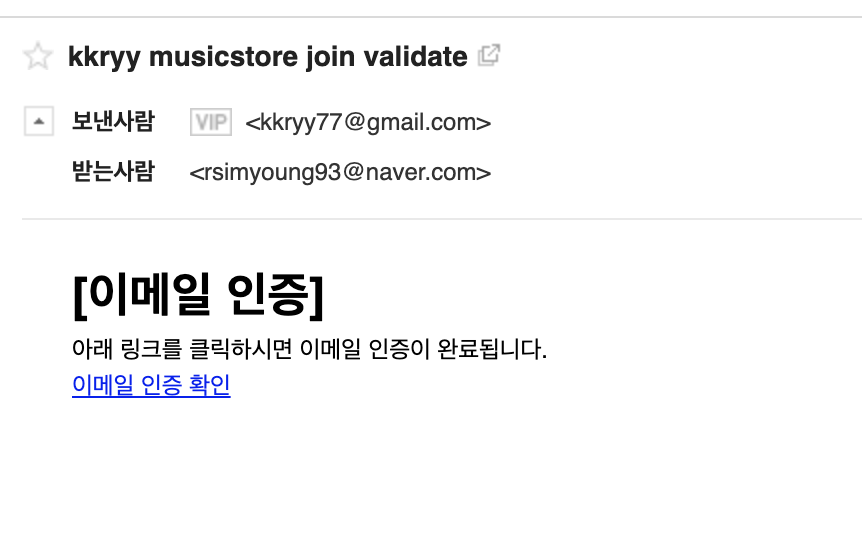 kkryy musicstore join validate
보낸사람 VIP <kkryy77@gmail.com>
받는사람 <rsimyoung93@naver.com>
[이메일 인증]
아래 링크를 클릭하시면 이메일 인증이 완료됩니다.
이메일 인증 확인